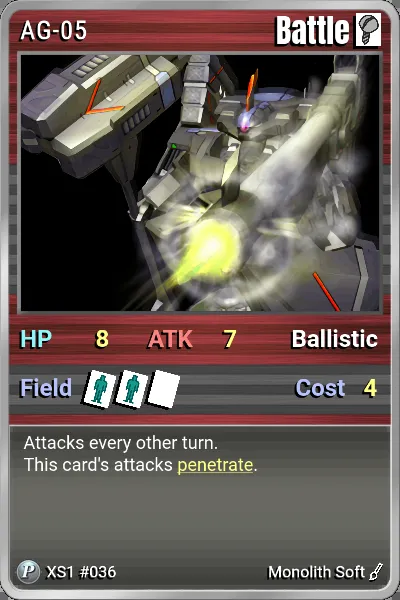 AG-05 Battle
HP 8 ATK 7 Ballistic
Field Cost 4
Attacks every other turn.
This card's attacks penetrate.
P XS1 #036 Monolith Soft